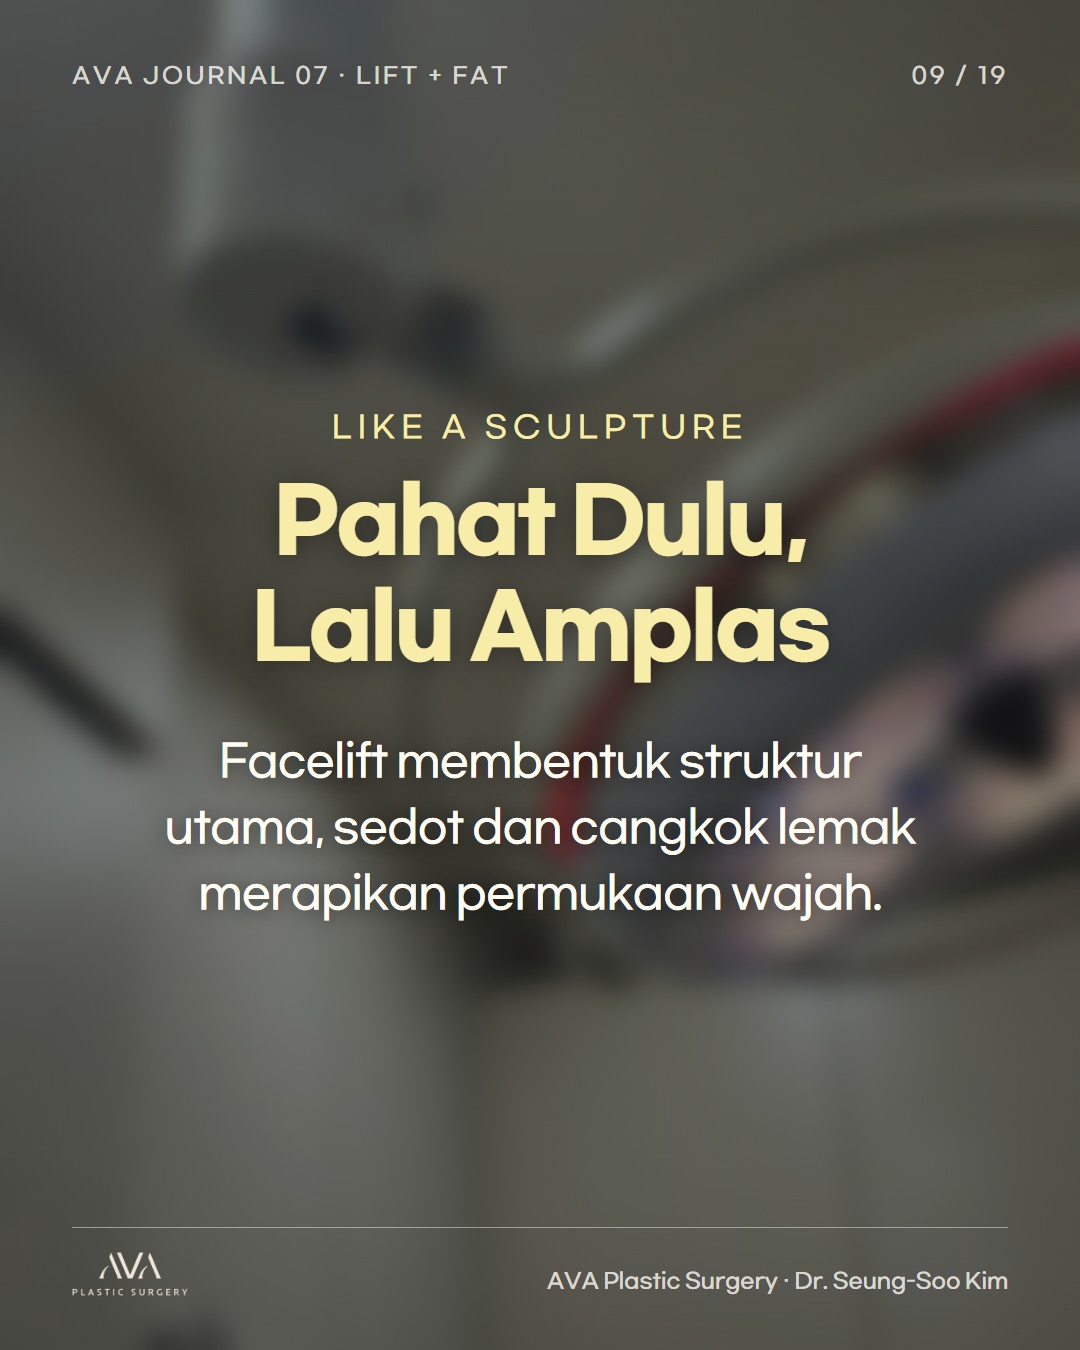 AVA JOURNAL 07 · LIFT + FAT
09 / 19
LIKE A SCULPTURE
Pahat Dulu,
Lalu Amplas
Facelift membentuk struktur
utama, sedot dan cangkok lemak
merapikan permukaan wajah.
AVA
PLASTIC SURGERY
AVA Plastic Surgery · Dr. Seung-Soo Kim